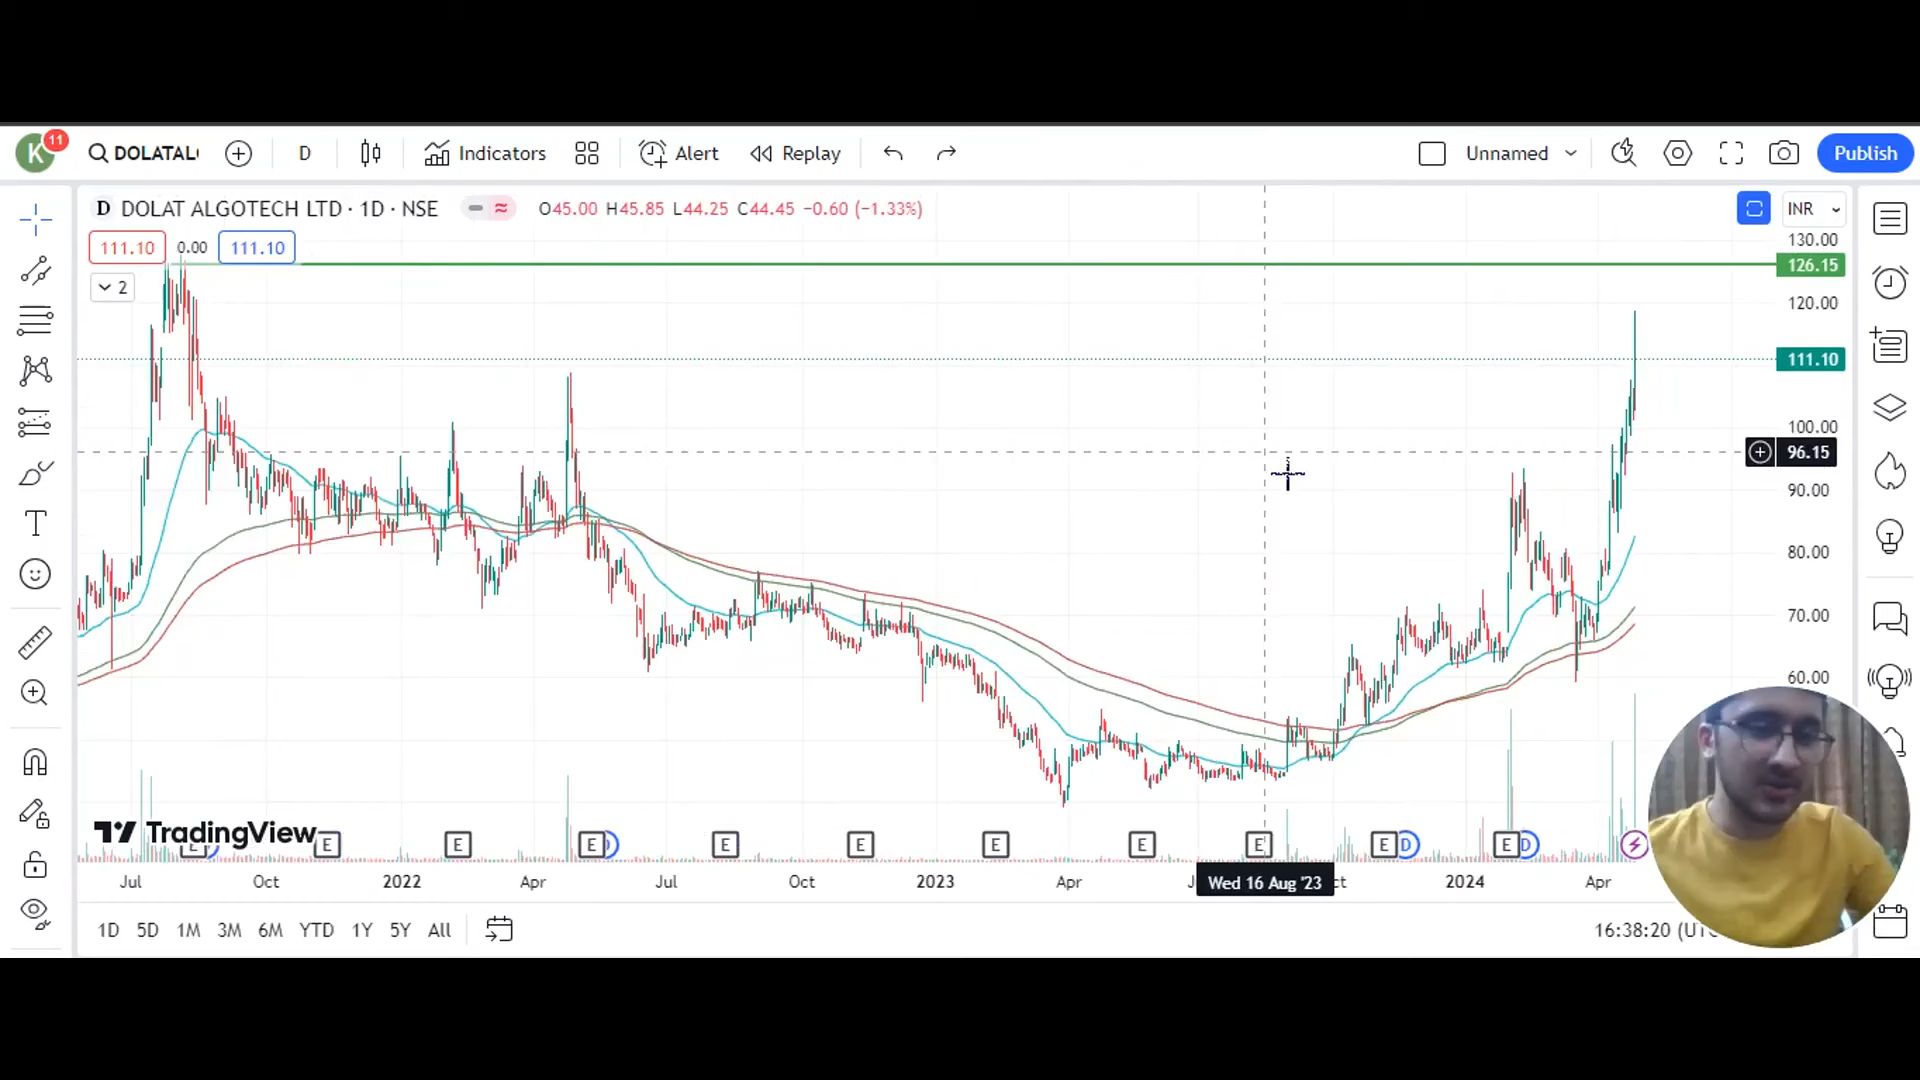 K 11 DOLATAL D Indicators Alert Replay Unnamed Publish
D DOLAT ALGOTECH LTD · 1D · NSE O45.00 H45.85 L44.25 C44.45 −0.60 (−1.33%) INR
111.10 0.00 111.10
2
130.00
126.15
120.00
111.10
100.00
96.15
90.00
80.00
70.00
60.00
TradingView
E E E D E E E E E E D E D
Jul Oct 2022 Apr Jul Oct 2023 Apr Wed 16 Aug '23 2024 Apr
1D 5D 1M 3M 6M YTD 1Y 5Y All 16:38:20